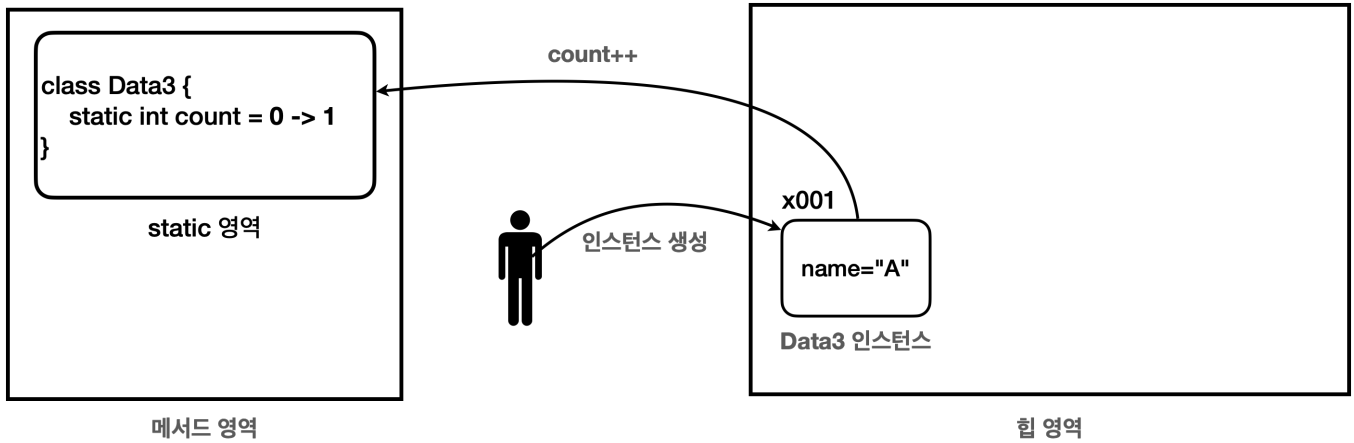 class Data3 {
static int count = 0 -> 1
}
static 영역
메서드 영역
count++
인스턴스 생성
x001
name="A"
Data3 인스턴스
힙 영역